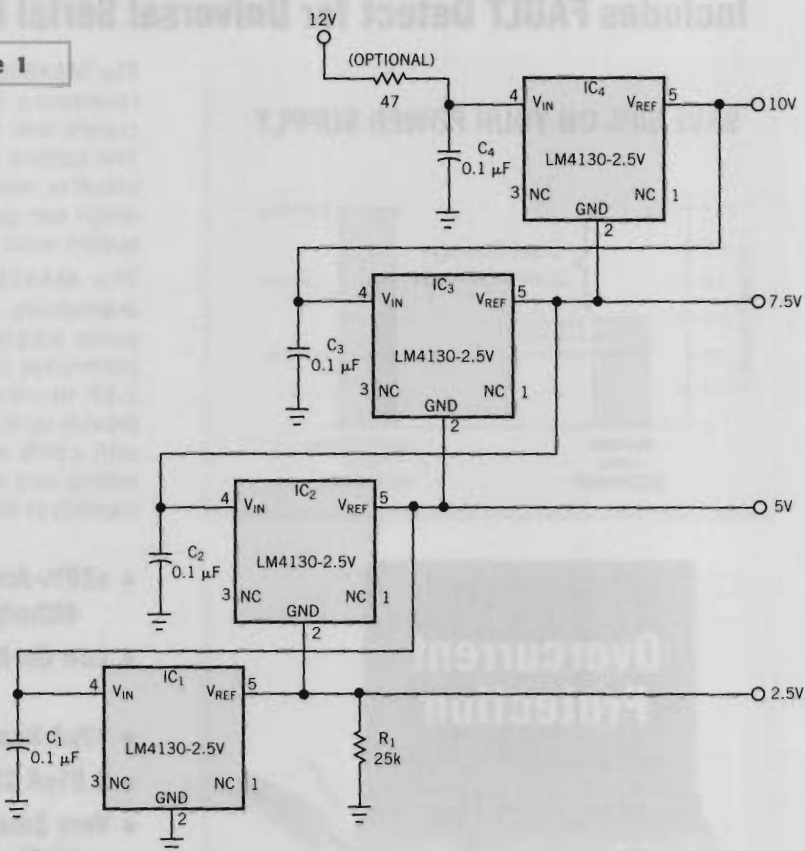 Includes FAULT Detect for Universal Serial
e 1
12V
(OPTIONAL)
47
4 VIN IC4 VREF 5
10V
C4
0.1 µF
LM4130-2.5V
3 NC NC 1
GND
2
4 VIN IC3 VREF 5
7.5V
C3
0.1 µF
LM4130-2.5V
3 NC NC 1
GND
2
4 VIN IC2 VREF 5
5V
C2
0.1 µF
LM4130-2.5V
3 NC NC 1
GND
2
4 VIN IC1 VREF 5
2.5V
C1
0.1 µF
LM4130-2.5V
R1
25k
3 NC NC 1
GND
2
Overcurrent
Protection